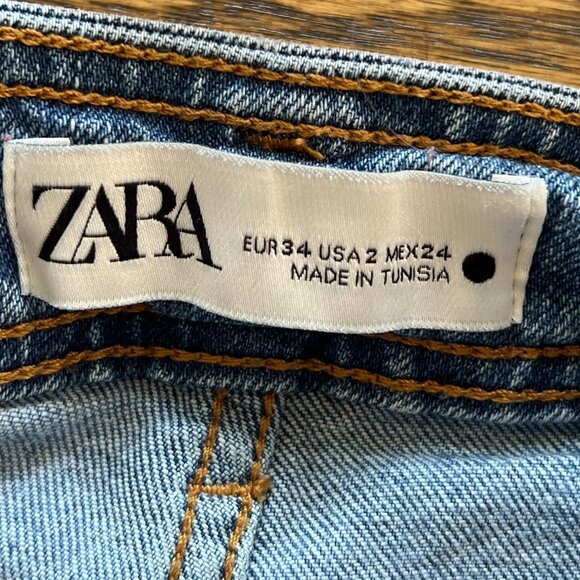 ZARA
EUR 34 USA 2 MEX 24
MADE IN TUNISIA